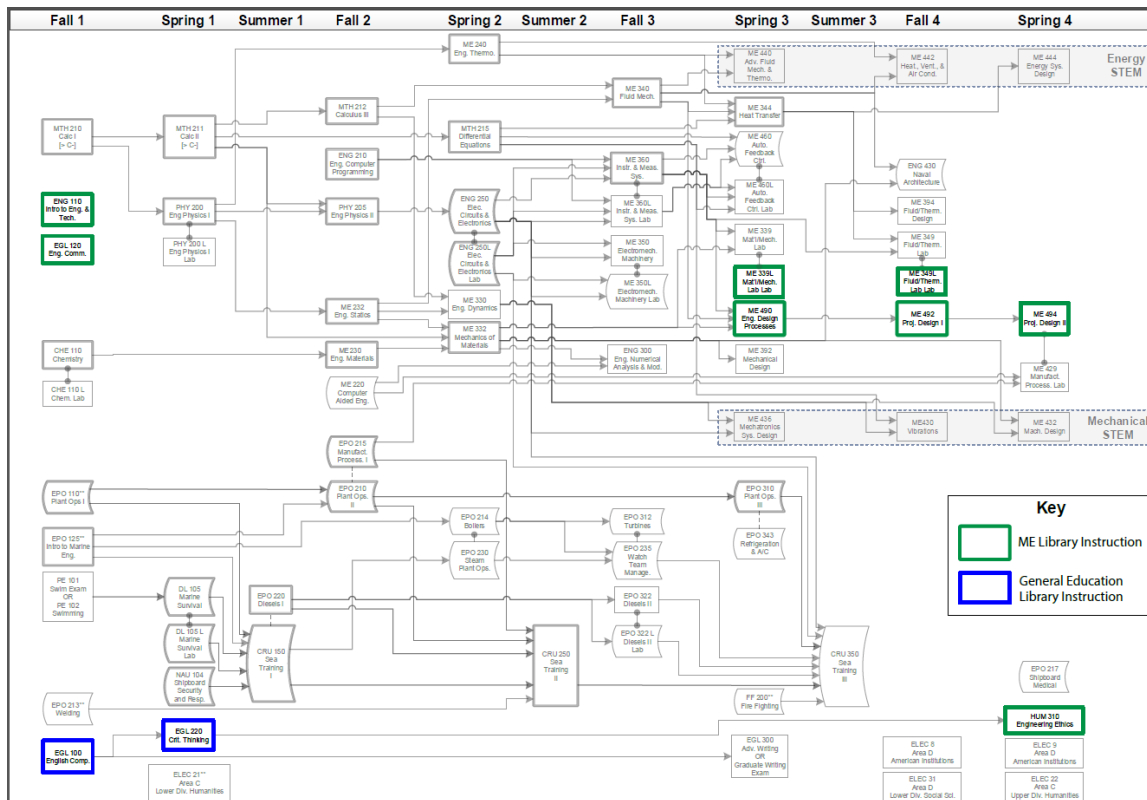 Fall 1
Spring 1
Summer 1
Fall 2
Spring 2
Summer 2
Fall 3
Spring 3
Summer 3
Fall 4
Spring 4
MTH 210
Calc I
[> C-]
ENG 110
Intro to Eng. &
Tech.
EGL 120
Eng. Comm.
CHE 110
Chemistry
CHE 110 L
Chem. Lab
EPO 110**
Plant Ops I
EPO 125**
Intro to Marine
Eng.
PE 101
Swim Exam
OR
PE 102
Swimming
EPO 213**
Welding
EGL 100
English Comp.
MTH 211
Calc II
[> C-]
PHY 200
Eng Physics I
PHY 200 L
Eng Physics I
Lab
DL 105
Marine
Survival
DL 105 L
Marine
Survival
Lab
NAU 104
Shipboard
Security
and Resp.
EGL 220
Crit. Thinking
ELEC 21**
Area C
Lower Div. Humanities
EPO 220
Diesels I
CRU 150
Sea
Training
I
MTH 212
Calculus III
ENG 210
Eng. Computer
Programming
PHY 205
Eng Physics II
ME 232
Eng. Statics
ME230
Eng. Materials
ME 220
Computer
Aided Eng.
EPO 215
Manufact.
Process. I
EPO 210
Plant Ops.
II
ME 240
Eng. Thermo.
MTH 215
Differential
Equations
ENG 250
Elec.
Circuits &
Electronics
ENG 250L
Elec.
Circuits &
Electronics
Lab
ME 330
Eng. Dynamics
ME 332
Mechanics of
Materials
EPO 214
Boilers
EPO 230
Steam
Plant Ops.
CRU 250
Sea
Training
II
ME 340
Fluid Mech.
ME 360
Instr. & Meas.
Sys.
ME 360L
Instr. & Meas.
Sys. Lab
ME 350
Electromech.
Machinery
ME 350L
Electromech.
Machinery Lab
ENG 300
Eng. Numerical
Analysis & Mod.
EPO 312
Turbines
EPO 235
Watch
Team
Manage.
EPO 322
Diesels II
EPO 322 L
Diesels II
Lab
ME 440
Adv. Fluid
Mech. &
Thermo.
ME 344
Heat Transfer
ME 460
Auto.
Feedback
Ctrl.
ME 460L
Auto.
Feedback
Ctrl. Lab
ME 339
Mat'l/Mech.
Lab
ME 339L
Mat'l/Mech.
Lab Lab
ME 490
Eng. Design
Processes
ME 392
Mechanical
Design
ME 436
Mechatronics
Sys. Design
EPO 310
Plant Ops.
III
EPO 343
Refrigeration
& A/C
FF 200**
Fire Fighting
EGL 300
Adv. Writing
OR
Graduate Writing
Exam
CRU 350
Sea
Training
III
ME 442
Heat., Vent., &
Air Cond.
ENG 430
Naval
Architecture
ME 394
Fluid/Therm.
Design
ME 349
Fluid/Therm.
Lab
ME 349L
Fluid/Therm.
Lab Lab
ME 492
Proj. Design I
ME430
Vibrations
ELEC 6
Area D
American Institutions
ELEC 31
Area D
Lower Div. Social Sci.
ME 444
Energy Sys.
Design
ME 494
Proj. Design II
ME 429
Manufact.
Process. Lab
ME 432
Mach. Design
EPO 217
Shipboard
Medical
HUM 310
Engineering Ethics
ELEC 9
Area D
American Institutions
ELEC 22
Area C
Upper Div. Humanities
Energy
STEM
Mechanical
STEM
Key
ME Library Instruction
General Education
Library Instruction